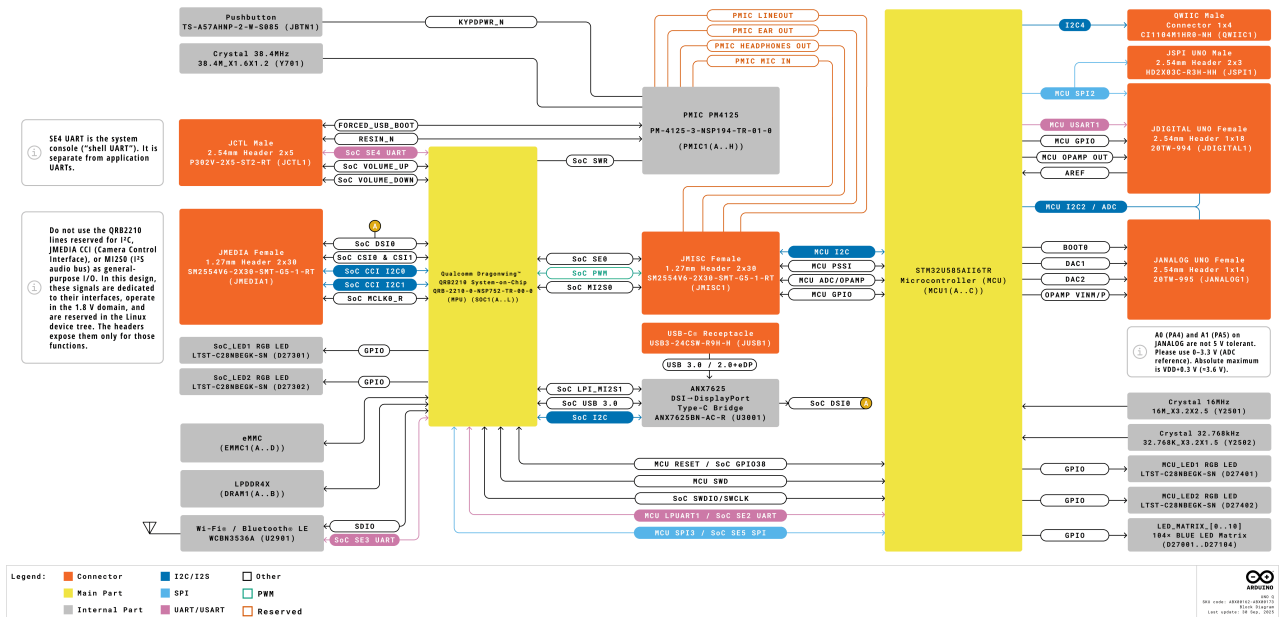 Pushbutton
TS-A57AHNP-2-W-S085 (JBTN1)
KYPDPWR_N
Crystal 38.4MHz
38.4M_X1.6X1.2 (Y701)
PMIC LINEOUT
PMIC EAR OUT
PMIC HEADPHONES OUT
PMIC MIC IN
PMIC PM4125
PM-4125-3-NSP194-TR-01-0
(PMIC1(A..H))
SE4 UART is the system
console ("shell UART"). It is
separate from application
UARTs.
JCTL Male
2.54mm Header 2x5
P302V-2X5-ST2-RT (JCTL1)
FORCED_USB_BOOT
RESIN_N
SoC SE4 UART
SoC VOLUME_UP
SoC VOLUME_DOWN
SoC SWR
Do not use the QRB2210
lines reserved for I²C,
JMEDIA CCI (Camera Control
Interface), or MI2S0 (I²S
audio bus) as general-
purpose I/O. In this design,
these signals are dedicated
to their interfaces, operate
in the 1.8 V domain, and
are reserved in the Linux
device tree. The headers
expose them only for those
functions.
JMEDIA Female
1.27mm Header 2x30
SM2554V6-2X30-SMT-G5-1-RT
(JMEDIA1)
A
SoC DSI0
SoC CSI0 & CSI1
SoC CCI I2C0
SoC CCI I2C1
SoC MCLK0_R
Qualcomm Dragonwing™
QRB2210 System-on-Chip
QRB-2210-0-NSP752-TR-00-0
(MPU) (SOC1(A..L))
SoC SE0
SoC PWM
SoC MI2S0
JMISC Female
1.27mm Header 2x30
SM2554V6-2X30-SMT-G5-1-RT
(JMISC1)
MCU I2C
MCU PSSI
MCU ADC/OPAMP
MCU GPIO
STM32U585AII6TR
Microcontroller (MCU)
(MCU1(A..C))
I2C4
QWIIC Male
Connector 1x4
CI1104M1HR0-NH (QWIIC1)
JSPI UNO Male
2.54mm Header 2x3
HD2X03C-R3H-HH (JSPI1)
MCU SPI2
MCU USART1
MCU GPIO
MCU OPAMP OUT
AREF
JDIGITAL UNO Female
2.54mm Header 1x18
20TW-994 (JDIGITAL1)
MCU I2C2 / ADC
BOOT0
DAC1
DAC2
OPAMP VINM/P
JANALOG UNO Female
2.54mm Header 1x14
20TW-995 (JANALOG1)
A0 (PA4) and A1 (PA5) on
JANALOG are not 5 V tolerant.
Please use 0–3.3 V (ADC
reference). Absolute maximum
is VDD+0.3 V (≈3.6 V).
SoC_LED1 RGB LED
LTST-C28NBEGK-SN (D27301)
GPIO
SoC_LED2 RGB LED
LTST-C28NBEGK-SN (D27302)
GPIO
USB-C® Receptacle
USB3-24CSW-R9H-H (JUSB1)
USB 3.0 / 2.0+eDP
SoC LPI_MI2S1
SoC USB 3.0
SoC I2C
ANX7625
DSI→DisplayPort
Type-C Bridge
ANX7625BN-AC-R (U3001)
SoC DSI0
A
eMMC
(EMMC1(A..D))
LPDDR4X
(DRAM1(A..B))
Wi-Fi® / Bluetooth® LE
WCBN3536A (U2901)
SDIO
SoC SE3 UART
MCU RESET / SoC GPIO38
MCU SWD
SoC SWDIO/SWCLK
MCU LPUART1 / SoC SE2 UART
MCU SPI3 / SoC SE5 SPI
Crystal 16MHz
16M_X3.2X2.5 (Y2501)
Crystal 32.768kHz
32.768K_X3.2X1.5 (Y2502)
GPIO
MCU_LED1 RGB LED
LTST-C28NBEGK-SN (D27401)
GPIO
MCU_LED2 RGB LED
LTST-C28NBEGK-SN (D27402)
GPIO
LED_MATRIX_[0..10]
104× BLUE LED Matrix
(D27001..D27104)
Legend:
Connector
Main Part
Internal Part
I2C/I2S
SPI
UART/USART
Other
PWM
Reserved
ARDUINO
UNO Q
SKU code: ABX00162-ABX00173
Block Diagram
Last update: 30 Sep, 2025